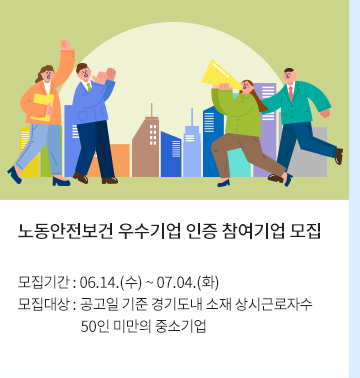 노동안전보건 우수기업 인증 참여기업 모집
모집기간 : 06.14.(수) ~ 07.04.(화)
모집대상 : 공고일 기준 경기도내 소재 상시근로자수
50인 미만의 중소기업